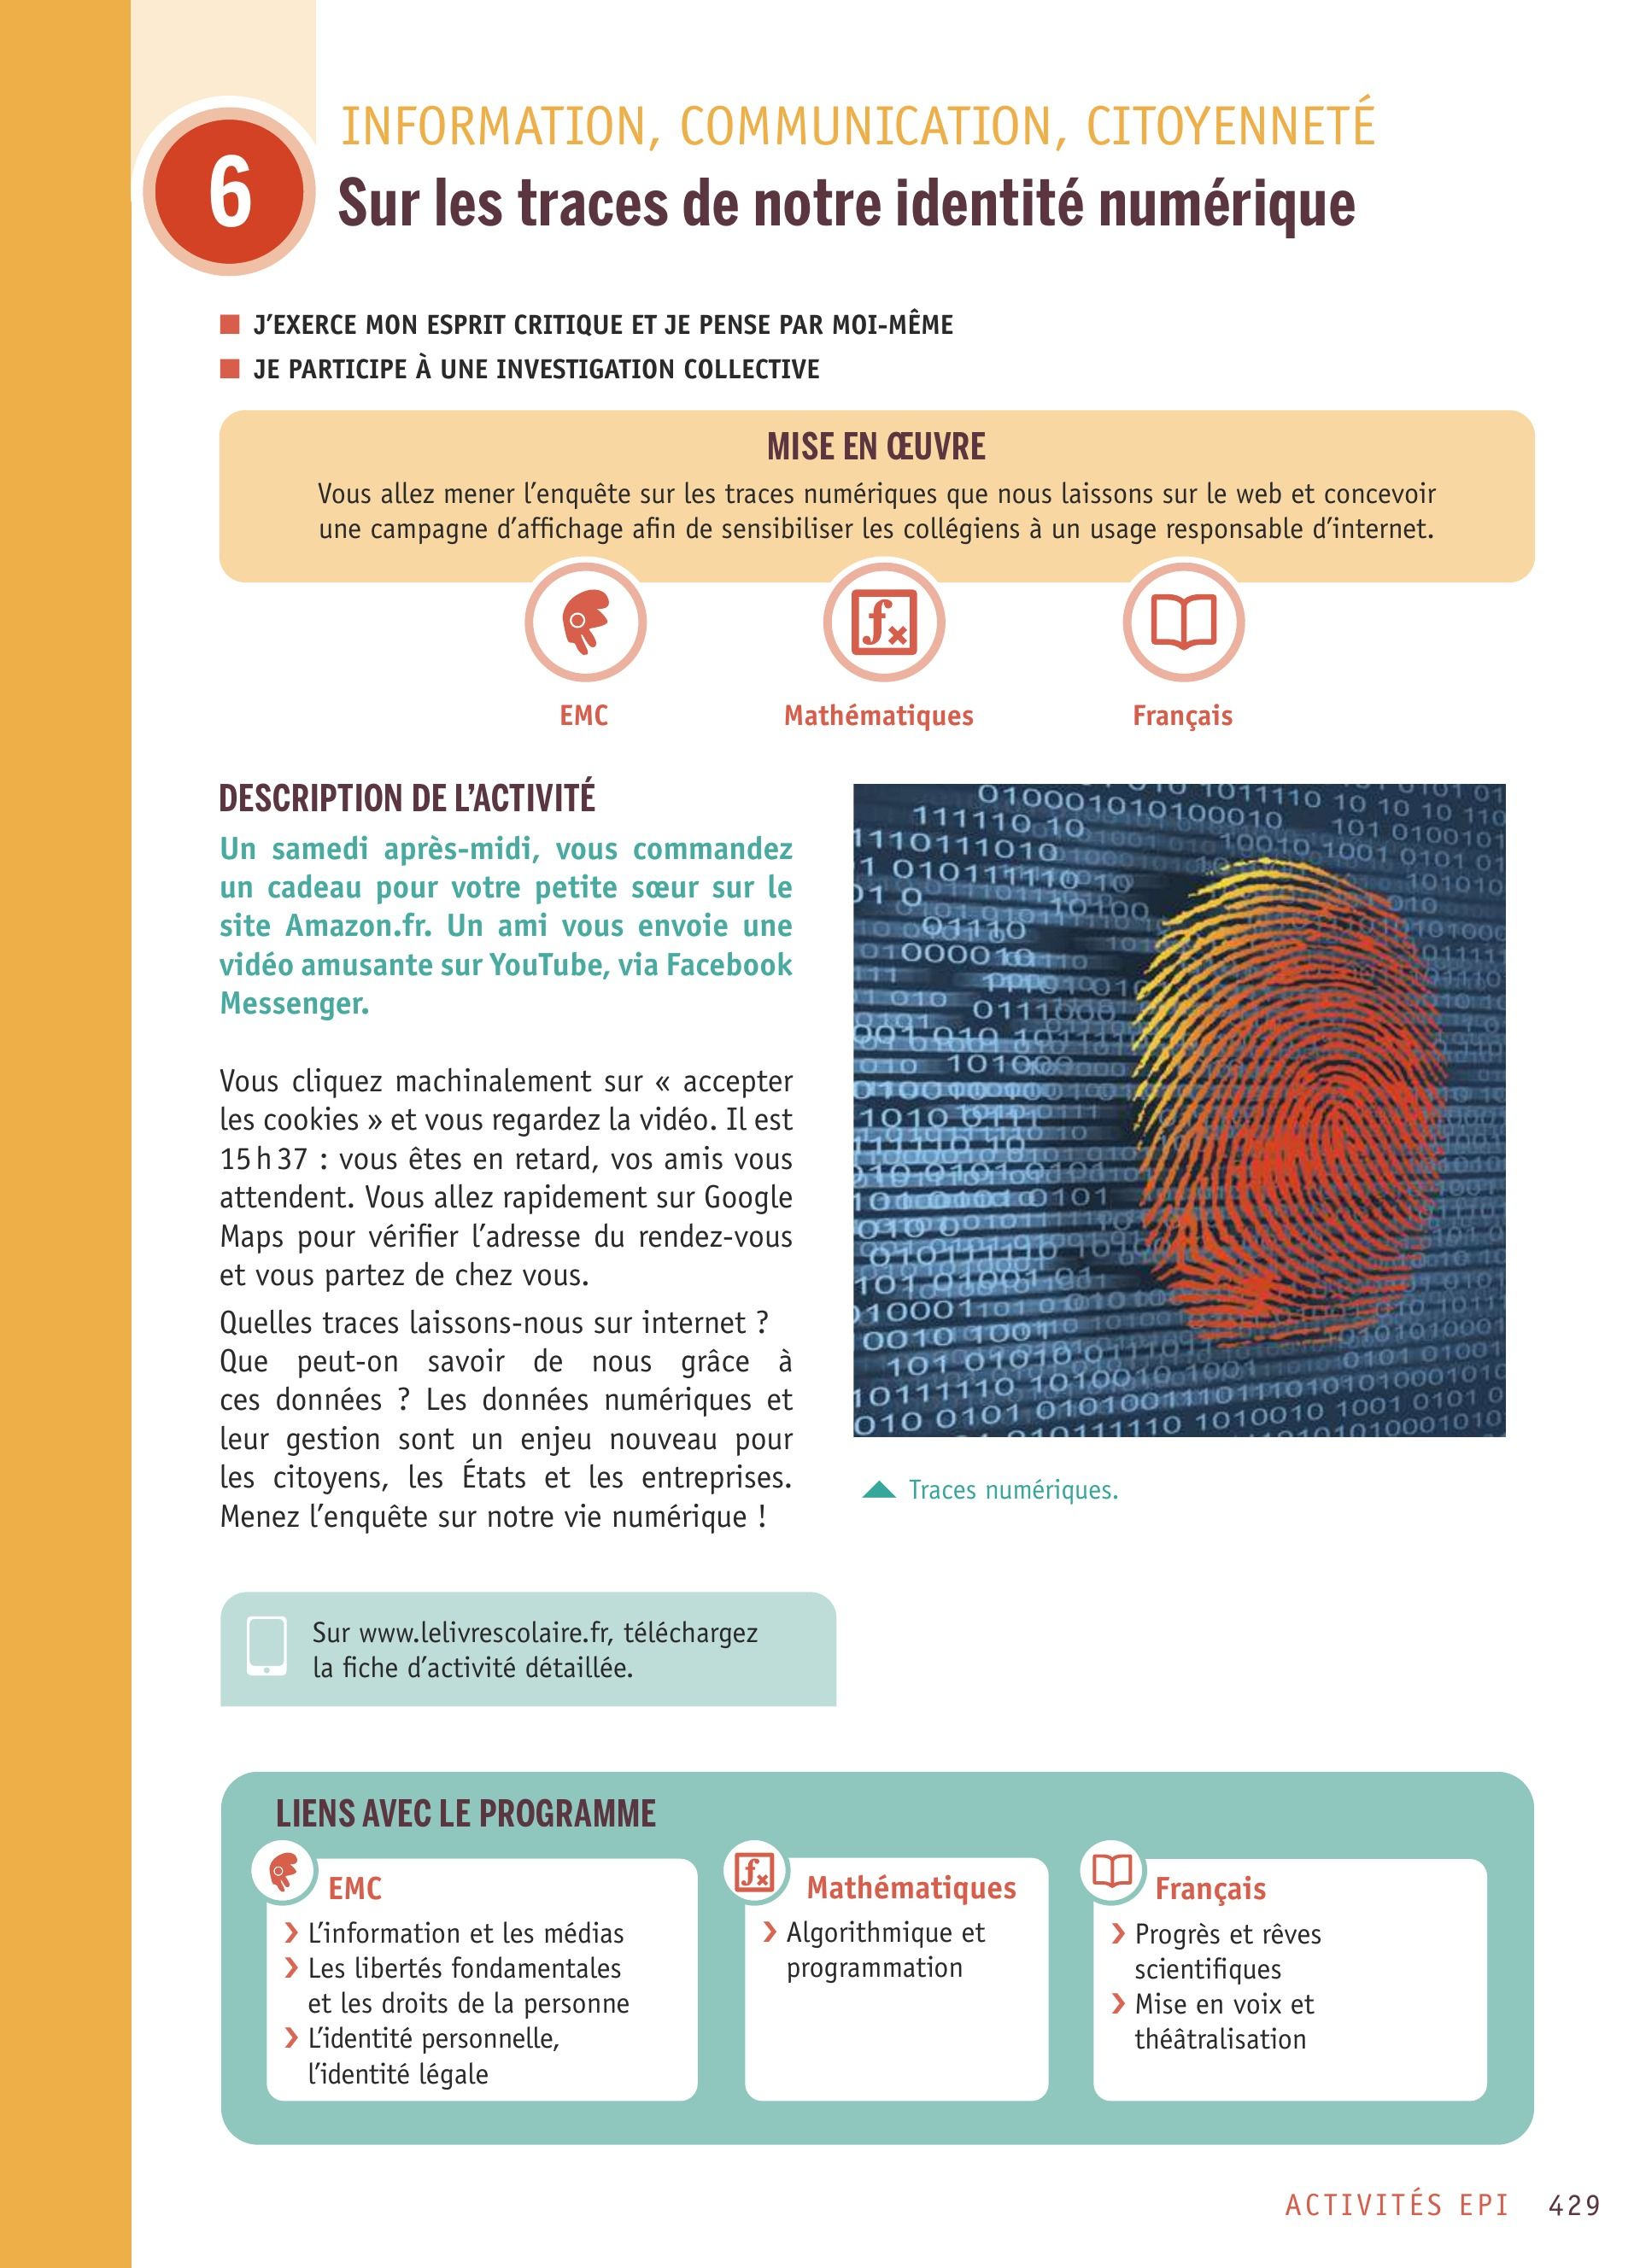 6
INFORMATION, COMMUNICATION, CITOYENNETÉ
Sur les traces de notre identité numérique
J’EXERCE MON ESPRIT CRITIQUE ET JE PENSE PAR MOI-MÊME
JE PARTICIPE À UNE INVESTIGATION COLLECTIVE
MISE EN ŒUVRE
Vous allez mener l’enquête sur les traces numériques que nous laissons sur le web et concevoir
une campagne d’affichage afin de sensibiliser les collégiens à un usage responsable d’internet.
EMC
Mathématiques
Français
DESCRIPTION DE L’ACTIVITÉ
Un samedi après-midi, vous commandez
un cadeau pour votre petite sœur sur le
site Amazon.fr. Un ami vous envoie une
vidéo amusante sur YouTube, via Facebook
Messenger.
Vous cliquez machinalement sur « accepter
les cookies » et vous regardez la vidéo. Il est
15 h 37 : vous êtes en retard, vos amis vous
attendent. Vous allez rapidement sur Google
Maps pour vérifier l’adresse du rendez-vous
et vous partez de chez vous.
Quelles traces laissons-nous sur internet ?
Que peut-on savoir de nous grâce à
ces données ? Les données numériques et
leur gestion sont un enjeu nouveau pour
les citoyens, les États et les entreprises.
Menez l’enquête sur notre vie numérique !
Traces numériques.
Sur www.lelivrescolaire.fr, téléchargez
la fiche d’activité détaillée.
LIENS AVEC LE PROGRAMME
EMC
❯ L’information et les médias
❯ Les libertés fondamentales
et les droits de la personne
❯ L’identité personnelle,
l’identité légale
Mathématiques
❯ Algorithmique et
programmation
Français
❯ Progrès et rêves
scientifiques
❯ Mise en voix et
théâtralisation
ACTIVITÉS EPI 429